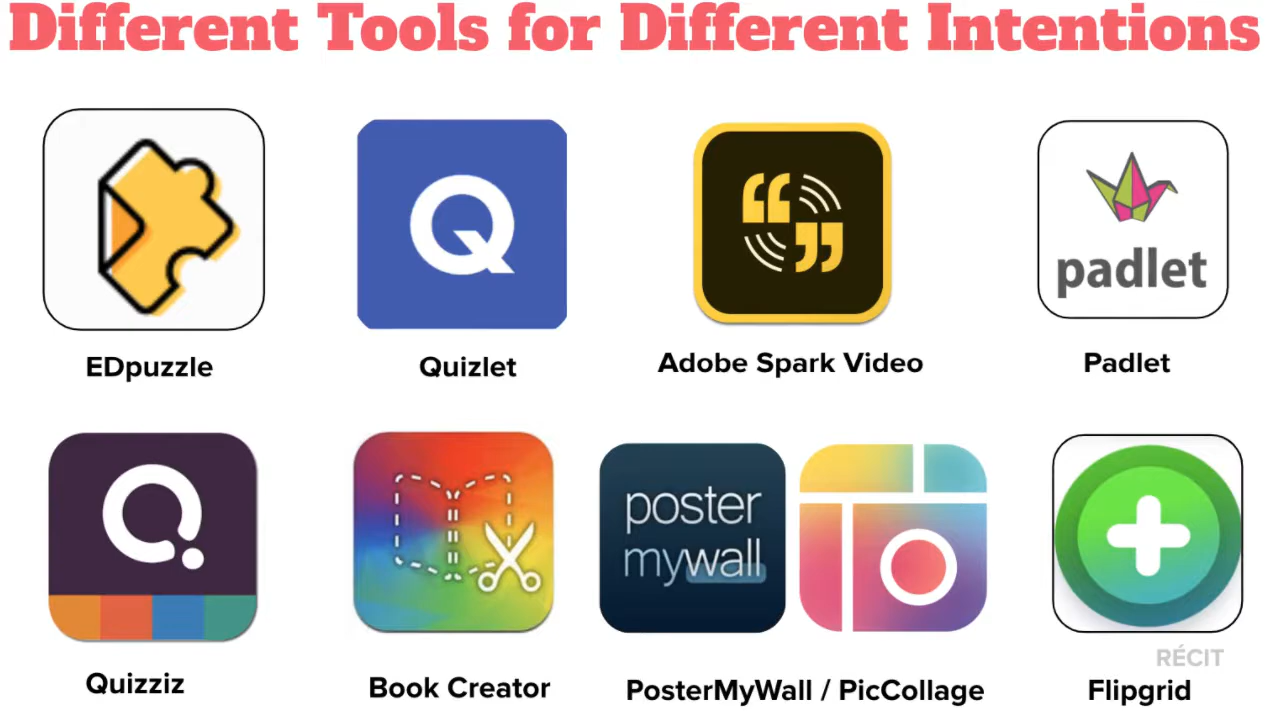 Different Tools for Different Intentions
padlet
EDpuzzle
Quizlet
Adobe Spark Video
Padlet
poster
mywall
RÉCIT
Quizziz
Book Creator
PosterMyWall / PicCollage
Flipgrid